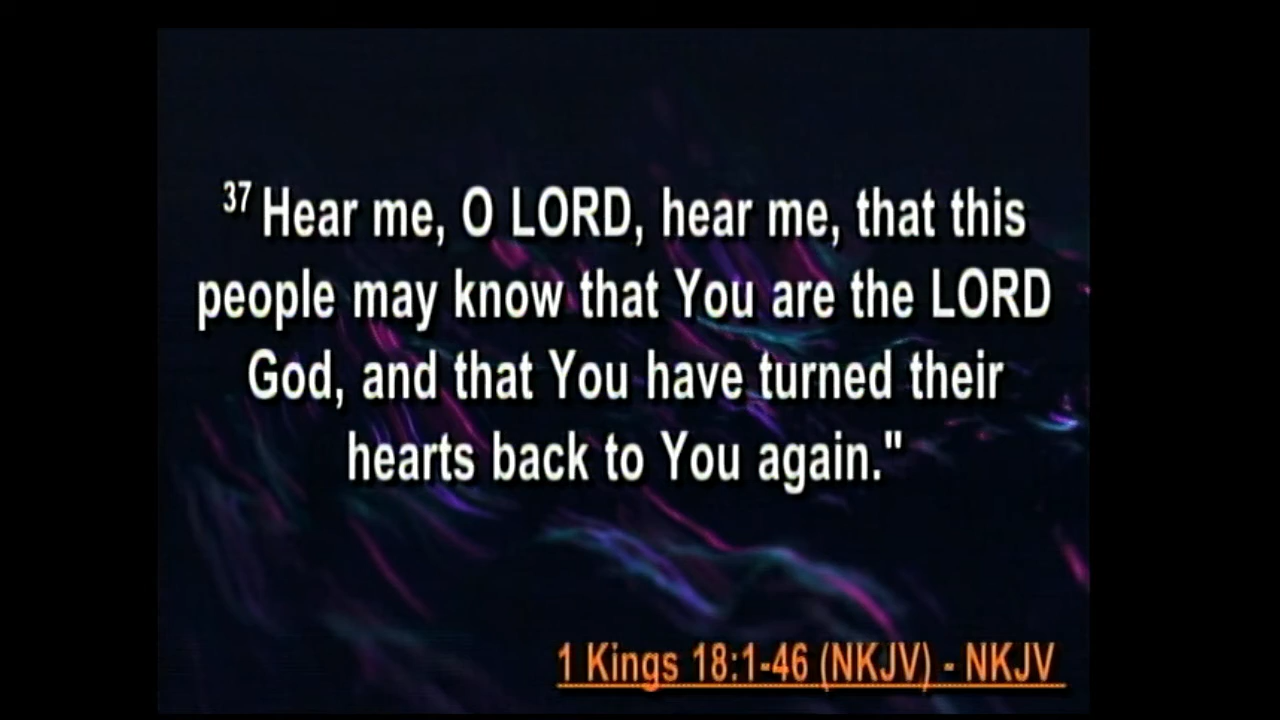 37 Hear me, O LORD, hear me, that this
people may know that You are the LORD
God, and that You have turned their
hearts back to You again."
1 Kings 18:1-46 (NKJV) - NKJV